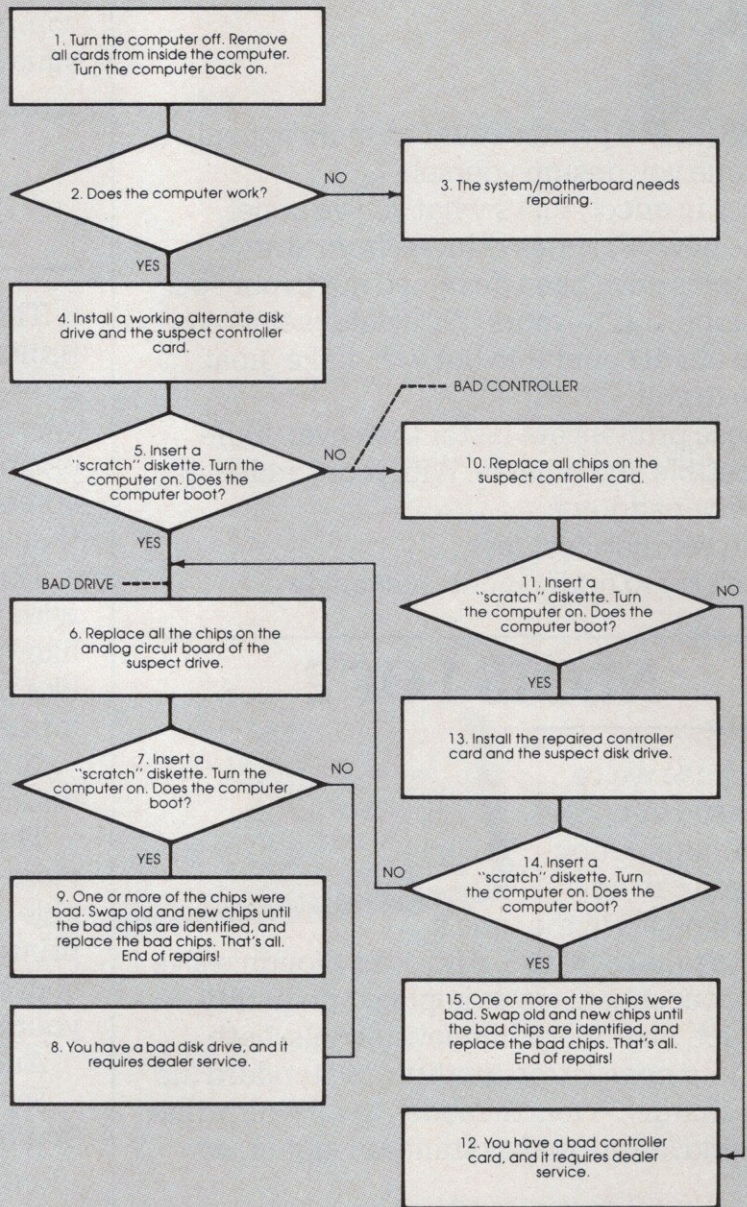 1. Turn the computer off. Remove
all cards from inside the computer.
Turn the computer back on.
2. Does the computer work?
NO
3. The system/motherboard needs
repairing.
YES
4. Install a working alternate disk
drive and the suspect controller
card.
BAD CONTROLLER
5. Insert a
"scratch" diskette. Turn the
computer on. Does the
computer boot?
NO
10. Replace all chips on the
suspect controller card.
YES
BAD DRIVE
6. Replace all the chips on the
analog circuit board of the
suspect drive.
11. Insert a
"scratch" diskette. Turn
the computer on. Does the
computer boot?
NO
YES
7. Insert a
"scratch" diskette. Turn the
computer on. Does the computer
boot?
NO
13. Install the repaired controller
card and the suspect disk drive.
YES
14. Insert a
"scratch" diskette. Turn
the computer on. Does the
computer boot?
NO
9. One or more of the chips were
bad. Swap old and new chips until
the bad chips are identified, and
replace the bad chips. That's all.
End of repairs!
YES
15. One or more of the chips were
bad. Swap old and new chips until
the bad chips are identified, and
replace the bad chips. That's all.
End of repairs!
8. You have a bad disk drive, and it
requires dealer service.
12. You have a bad controller
card, and it requires dealer
service.